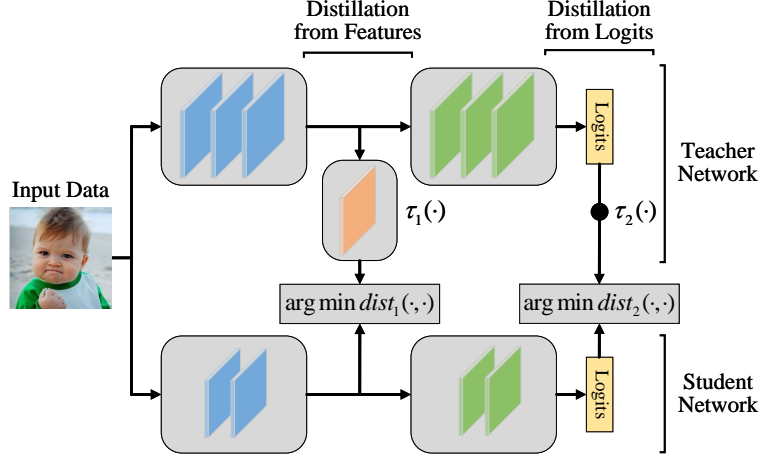 Distillation
from Features
Distillation
from Logits
Logits
Teacher
Network
Input Data
τ₁(·)
τ₂(·)
arg min dist₁(·,·)
arg min dist₂(·,·)
Logits
Student
Network